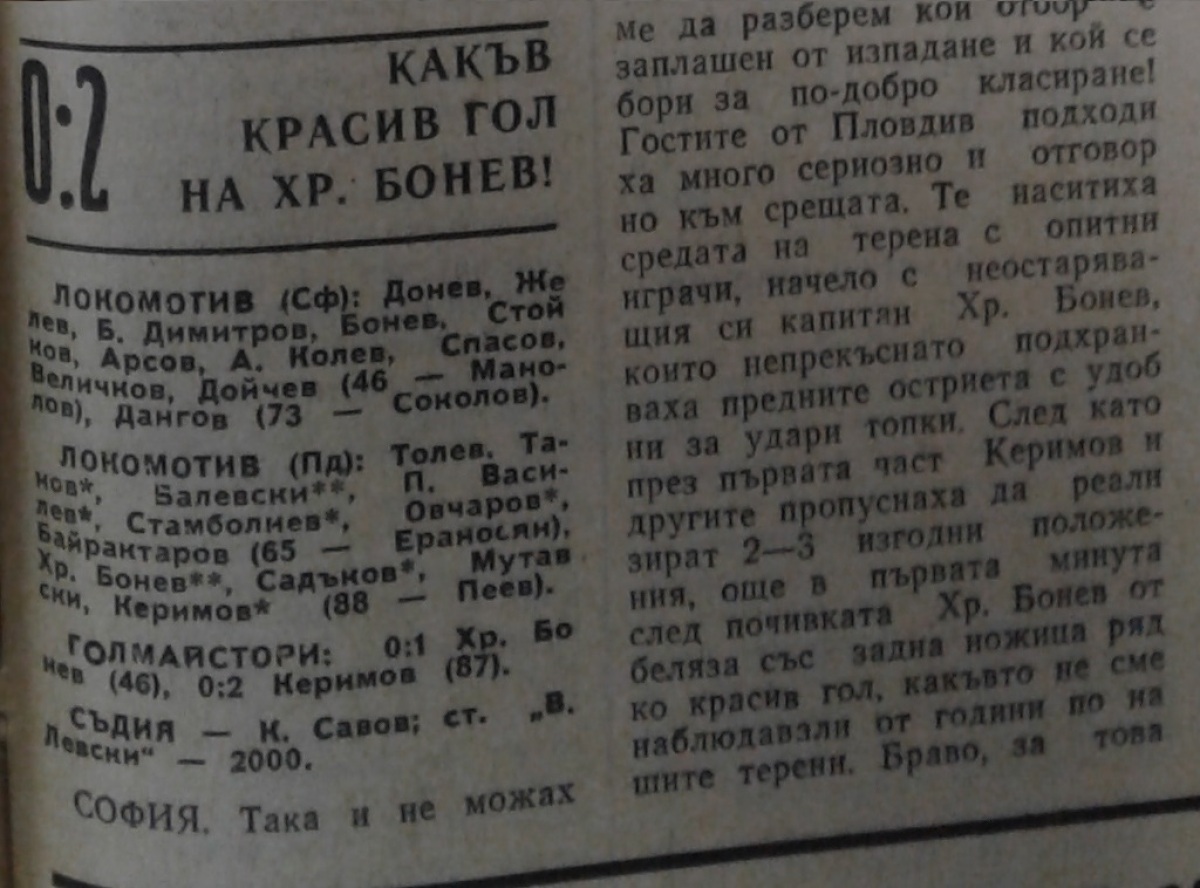 0:2
КАКЪВ
КРАСИВ ГОЛ
НА ХР. БОНЕВ!
ЛОКОМОТИВ (Сф): Донев, Же
лев, Б. Димитров, Бонев, Стой
ков, Арсов, А. Колев, Спасов,
Величков, Дойчев (46 — Мано-
лов), Дангов (73 — Соколов).
ЛОКОМОТИВ (Пд): Толев, Та-
нов*, Балевски**, П. Васи-
лев*, Стамболиев*, Овчаров*,
Байрактаров (65 — Ераносян),
Хр. Бонев**, Садъков*, Мутав
ски, Керимов* (88 — Пеев).
ГОЛМАЙСТОРИ: 0:1 Хр. Бо
нев (46), 0:2 Керимов (87).
СЪДИЯ — К. Савов; ст. „В.
Левски“ — 2000.
СОФИЯ. Така и не можах
ме да разберем кой
заплашен от изпадане и кой се
бори за по-добро класиране!
Гостите от Пловдив подходи
ха много сериозно и отговор
но към срещата. Те наситиха
средата на терена с опитни
играчи, начело с неостарява-
щия си капитан Хр. Бонев,
които непрекъснато подхран-
ваха предните остриета с удоб
ни за удари топки. След като
през първата част Керимов и
другите пропуснаха да реали
зират 2—3 изгодни положе-
ния, още в първата минута
след почивката Хр. Бонев от
беляза със задна ножица ряд
ко красив гол, какъвто не сме
наблюдавали от години по на
шите терени. Браво, за това